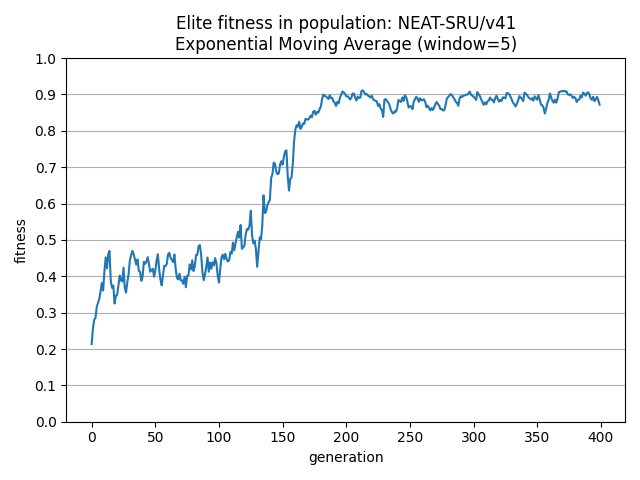 Elite fitness in population: NEAT-SRU/v41
Exponential Moving Average (window=5)
1.0
0.9
0.8
0.7
0.6
0.5
0.4
0.3
0.2
0.1
0.0
fitness
0 50 100 150 200 250 300 350 400
generation